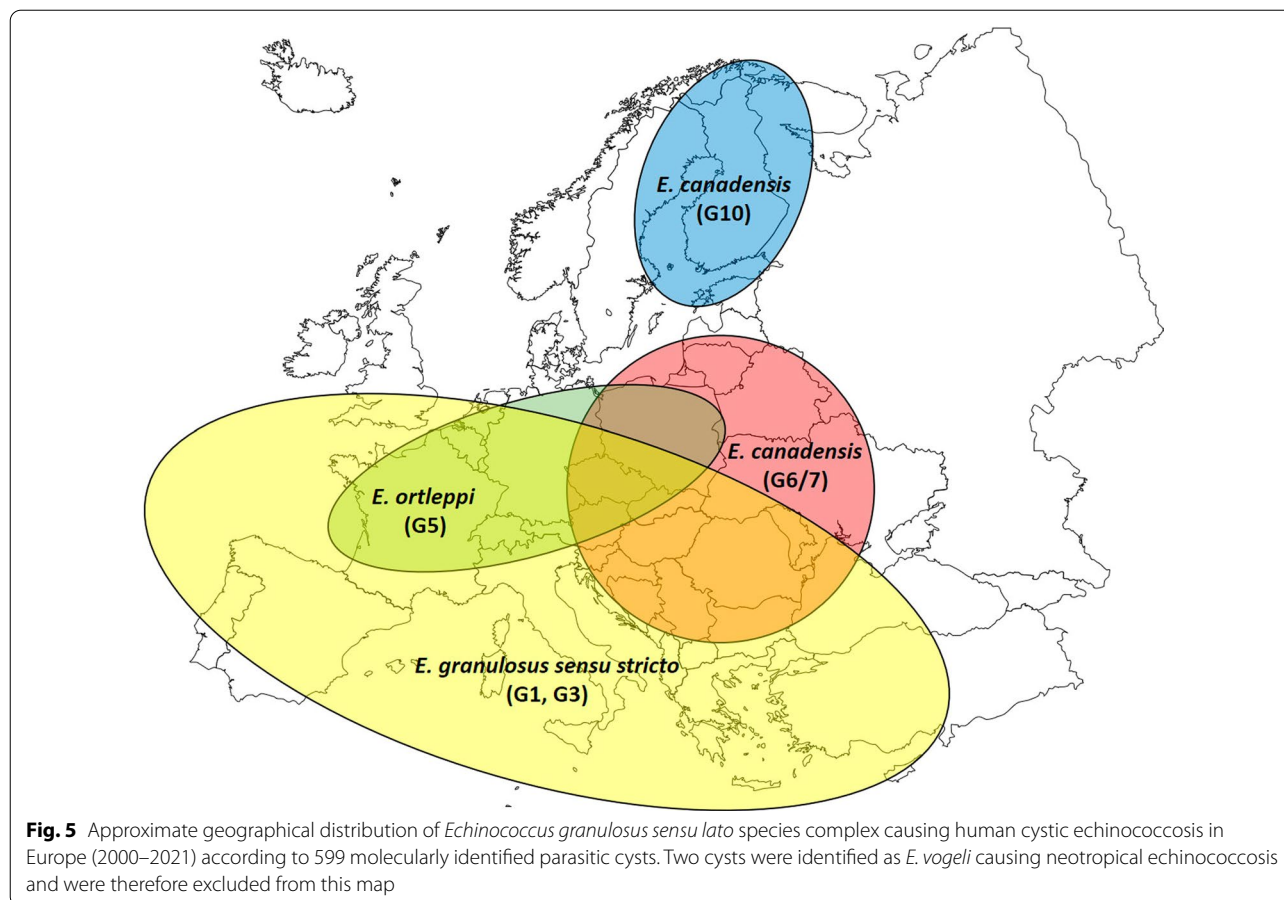 E. canadensis
(G10)
E. canadensis
(G6/7)
E. ortleppi
(G5)
E. granulosus sensu stricto
(G1, G3)
Fig. 5 Approximate geographical distribution of Echinococcus granulosus sensu lato species complex causing human cystic echinococcosis in
Europe (2000–2021) according to 599 molecularly identified parasitic cysts. Two cysts were identified as E. vogeli causing neotropical echinococcosis
and were therefore excluded from this map